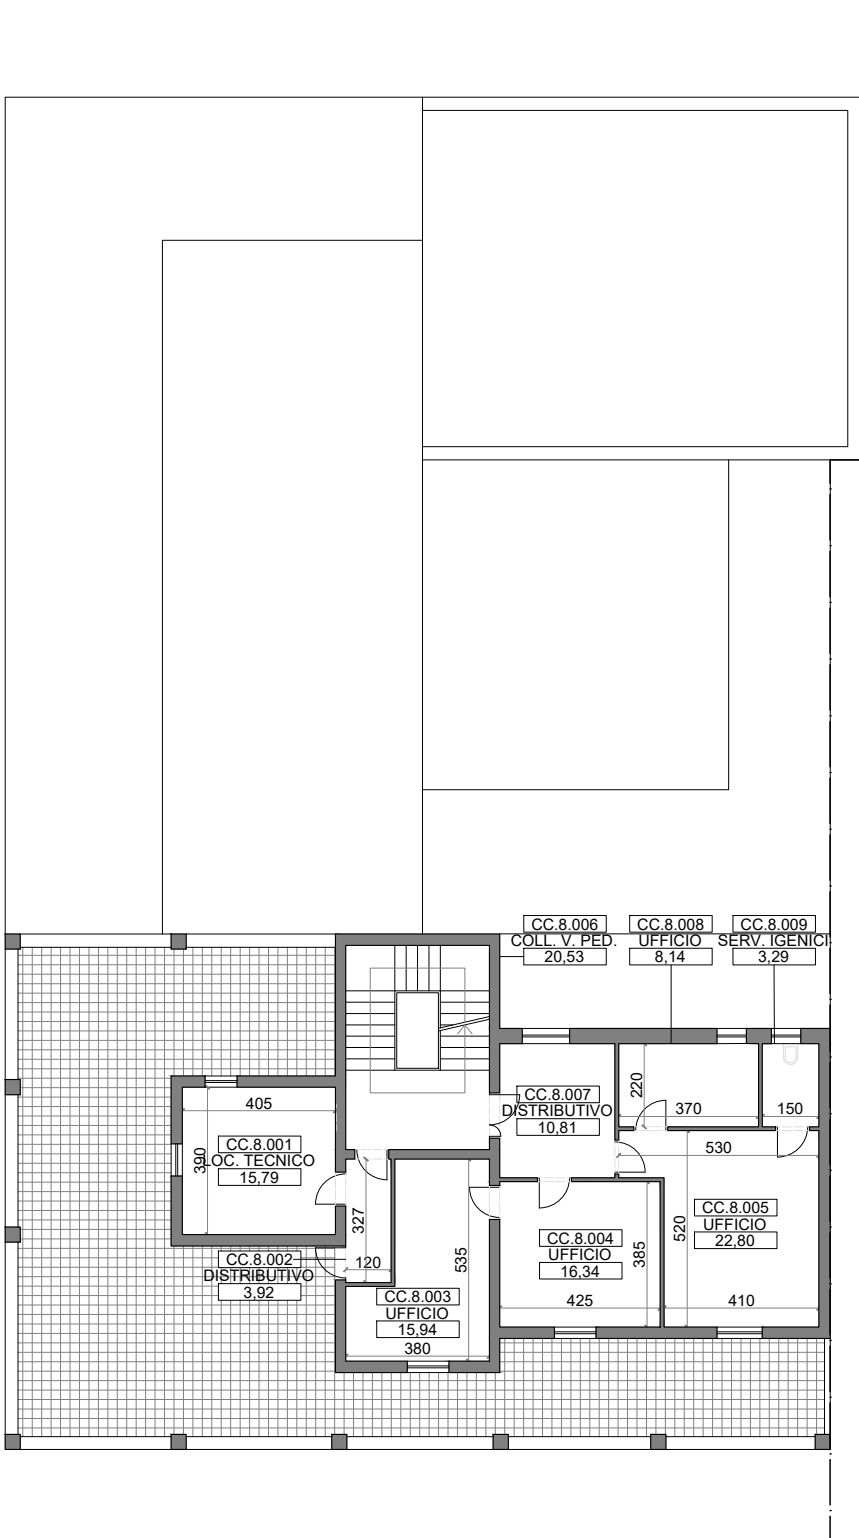 CC.8.006
COLL. V. PED.
20,53
CC.8.008
UFFICIO
8,14
CC.8.009
SERV. IGENICI
3,29
220
370
150
405
390
CC.8.001
LOC. TECNICO
15,79
CC.8.007
DISTRIBUTIVO
10,81
530
520
CC.8.005
UFFICIO
22,80
410
CC.8.004
UFFICIO
16,34
385
425
327
120
535
CC.8.002
DISTRIBUTIVO
3,92
CC.8.003
UFFICIO
15,94
380